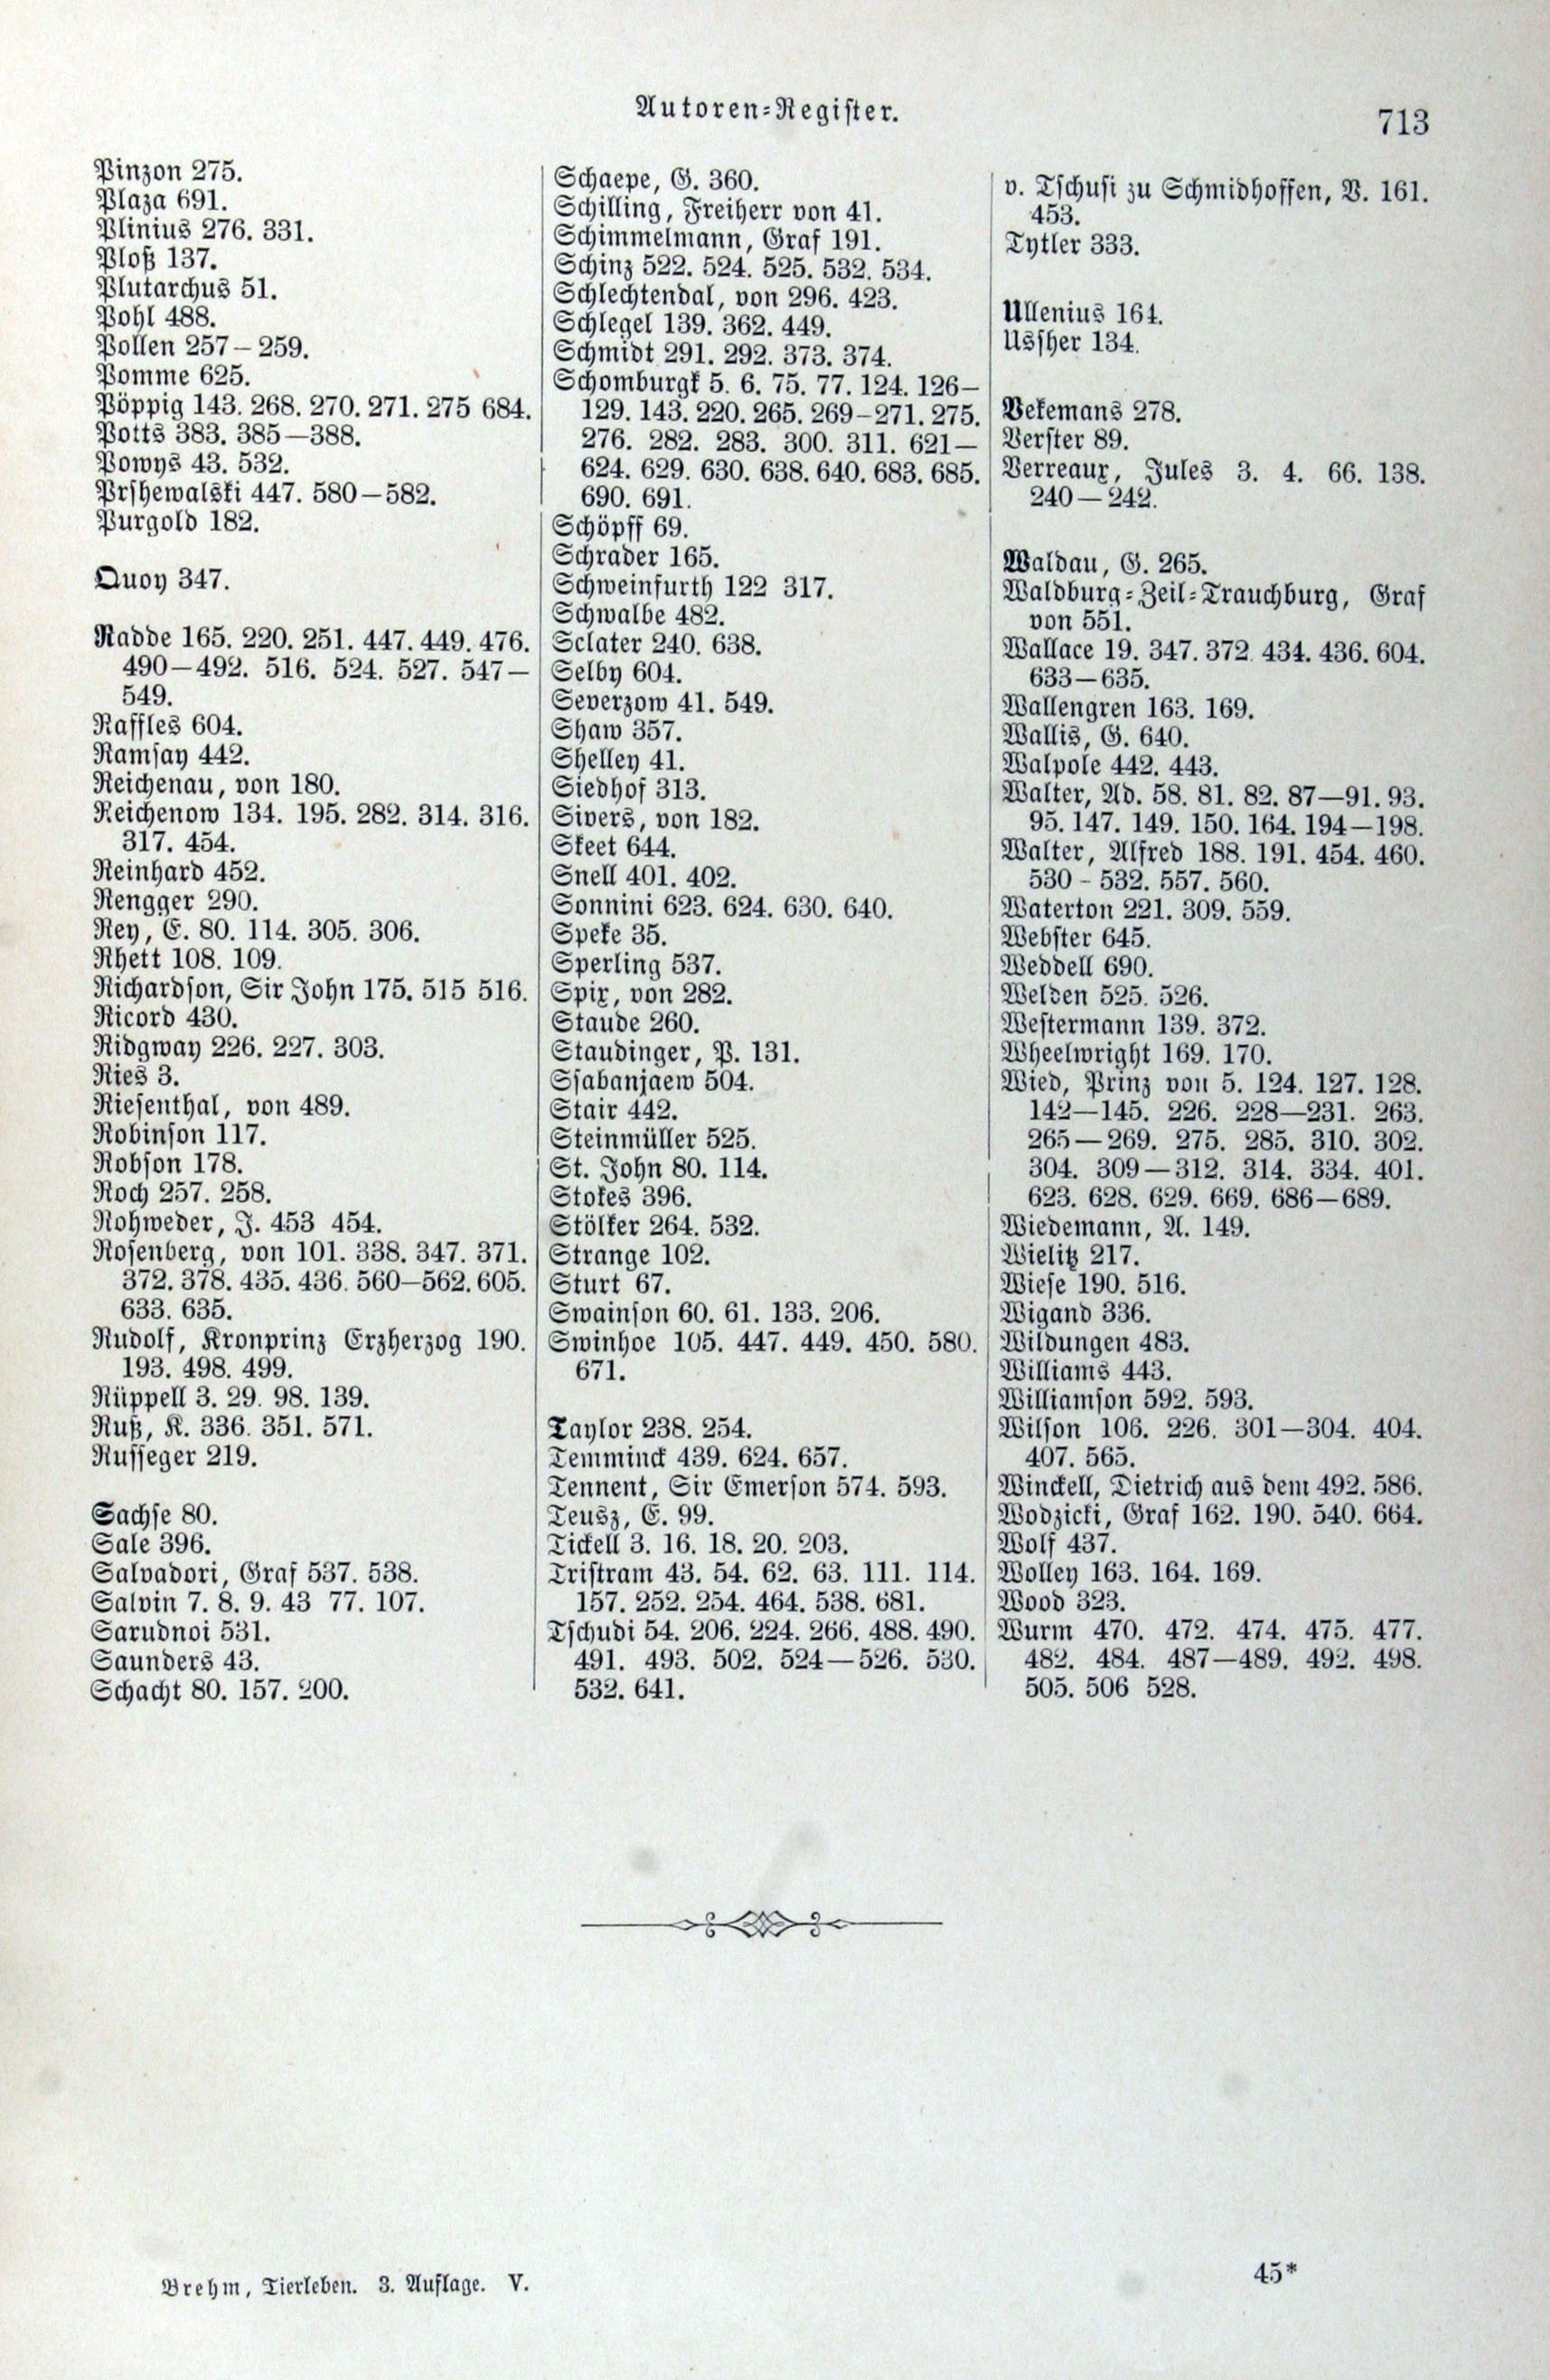 Autoren-Register.
713
Pinzon 275.
Plaza 691.
Plinius 276. 331.
Ploß 137.
Plutarchus 51.
Pohl 488.
Pollen 257 – 259.
Pomme 625.
Pöppig 143. 268. 270. 271. 275 684.
Potts 383. 385—388.
Powys 43. 532.
Prshewalski 447. 580—582.
Purgold 182.
Quoy 347.
Radde 165. 220. 251. 447. 449. 476.
490—492. 516. 524. 527. 547—
549.
Raffles 604.
Ramsay 442.
Reichenau, von 180.
Reichenow 134. 195. 282. 314. 316.
317. 454.
Reinhard 452.
Rengger 290.
Rey, E. 80. 114. 305. 306.
Rhett 108. 109.
Richardson, Sir John 175. 515 516.
Ricord 430.
Ridgway 226. 227. 303.
Ries 3.
Riesenthal, von 489.
Robinson 117.
Robson 178.
Roch 257. 258.
Rohweder, J. 453 454.
Rosenberg, von 101. 338. 347. 371.
372. 378. 435. 436. 560—562. 605.
633. 635.
Rudolf, Kronprinz Erzherzog 190.
193. 498. 499.
Rüppell 3. 29. 98. 139.
Ruß, K. 336. 351. 571.
Russeger 219.
Sachse 80.
Sale 396.
Salvadori, Graf 537. 538.
Salvin 7. 8. 9. 43 77. 107.
Sarudnoi 531.
Saunders 43.
Schacht 80. 157. 200.
Schaepe, G. 360.
Schilling, Freiherr von 41.
Schimmelmann, Graf 191.
Schinz 522. 524. 525. 532. 534.
Schlechtendal, von 296. 423.
Schlegel 139. 362. 449.
Schmidt 291. 292. 373. 374.
Schomburgk 5. 6. 75. 77. 124. 126—
129. 143. 220. 265. 269—271. 275.
276. 282. 283. 300. 311. 621—
624. 629. 630. 638. 640. 683. 685.
690. 691.
Schöpff 69.
Schrader 165.
Schweinfurth 122 317.
Schwalbe 482.
Sclater 240. 638.
Selby 604.
Severzow 41. 549.
Shaw 357.
Shelley 41.
Siedhof 313.
Sivers, von 182.
Skeet 644.
Snell 401. 402.
Sonnini 623. 624. 630. 640.
Speke 35.
Sperling 537.
Spix, von 282.
Staude 260.
Staudinger, P. 131.
Ssabanjaew 504.
Stair 442.
Steinmüller 525.
St. John 80. 114.
Stokes 396.
Stölker 264. 532.
Strange 102.
Sturt 67.
Swainson 60. 61. 133. 206.
Swinhoe 105. 447. 449. 450. 580.
671.
Taylor 238. 254.
Temminck 439. 624. 657.
Tennent, Sir Emerson 574. 593.
Teusz, E. 99.
Tickell 3. 16. 18. 20. 203.
Tristram 43. 54. 62. 63. 111. 114.
157. 252. 254. 464. 538. 681.
Tschudi 54. 206. 224. 266. 488. 490.
491. 493. 502. 524—526. 530.
532. 641.
v. Tschusi zu Schmidhoffen, V. 161.
453.
Tytler 333.
Ullenius 164.
Ussher 134.
Vekemans 278.
Verster 89.
Verreaux, Jules 3. 4. 66. 138.
240—242.
Waldau, G. 265.
Waldburg-Zeil-Trauchburg, Graf
von 551.
Wallace 19. 347. 372 434. 436. 604.
633—635.
Wallengren 163. 169.
Wallis, G. 640.
Walpole 442. 443.
Walter, Ad. 58. 81. 82. 87—91. 93.
95. 147. 149. 150. 164. 194—198.
Walter, Alfred 188. 191. 454. 460.
530 – 532. 557. 560.
Waterton 221. 309. 559.
Webster 645.
Weddell 690.
Welden 525. 526.
Westermann 139. 372.
Wheelwright 169. 170.
Wied, Prinz von 5. 124. 127. 128.
142—145. 226. 228—231. 263.
265—269. 275. 285. 310. 302.
304. 309—312. 314. 334. 401.
623. 628. 629. 669. 686—689.
Wiedemann, A. 149.
Wielitz 217.
Wiese 190. 516.
Wigand 336.
Wildungen 483.
Williams 443.
Williamson 592. 593.
Wilson 106. 226. 301—304. 404.
407. 565.
Winckell, Dietrich aus dem 492. 586.
Wodzicki, Graf 162. 190. 540. 664.
Wolf 437.
Wolley 163. 164. 169.
Wood 323.
Wurm 470. 472. 474. 475. 477.
482. 484. 487—489. 492. 498.
505. 506 528.
Brehm, Tierleben. 3. Auflage. V.
45*